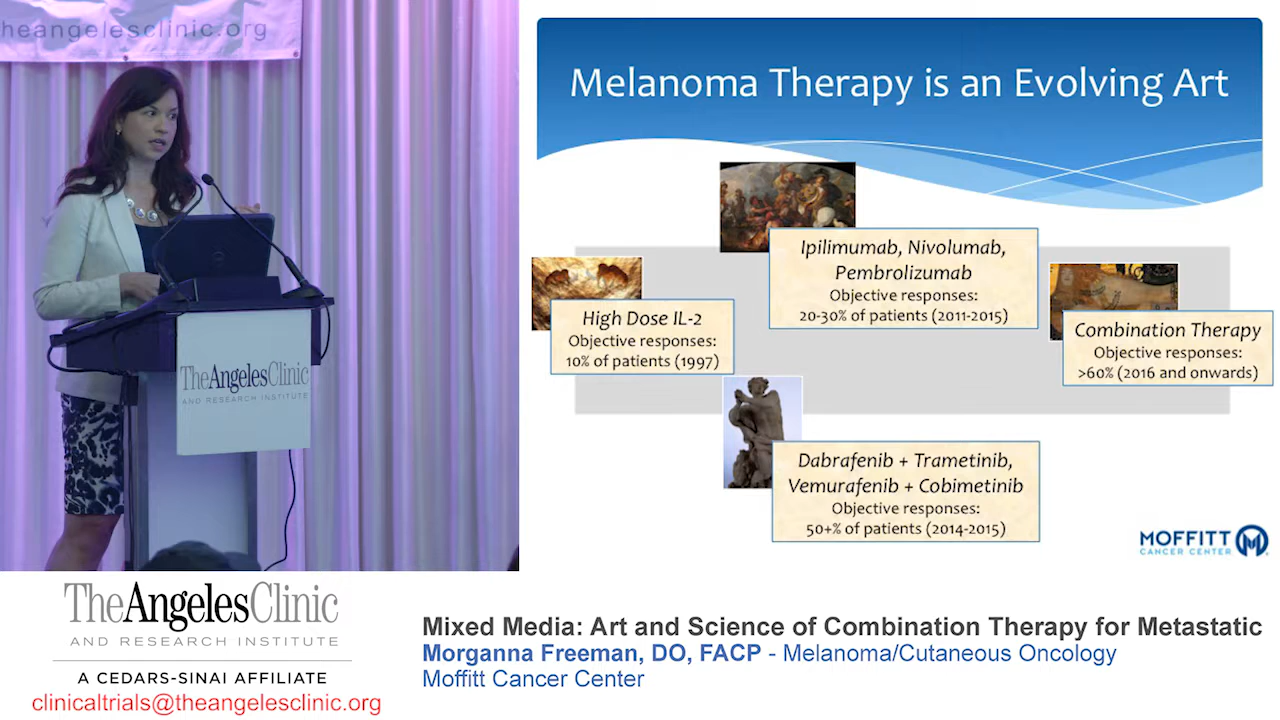 theangelesclinic.org
Melanoma Therapy is an Evolving Art
Ipilimumab, Nivolumab,
Pembrolizumab
Objective responses:
20-30% of patients (2011-2015)
High Dose IL-2
Objective responses:
10% of patients (1997)
Combination Therapy
Objective responses:
>60% (2016 and onwards)
Dabrafenib + Trametinib,
Vemurafenib + Cobimetinib
Objective responses:
50+% of patients (2014-2015)
MOFFITT
CANCER CENTER
M
TheAngelesClinic
AND RESEARCH INSTITUTE
TheAngelesClinic
AND RESEARCH INSTITUTE
A CEDARS-SINAI AFFILIATE
clinicaltrials@theangelesclinic.org
Mixed Media: Art and Science of Combination Therapy for Metastatic
Morganna Freeman, DO, FACP - Melanoma/Cutaneous Oncology
Moffitt Cancer Center